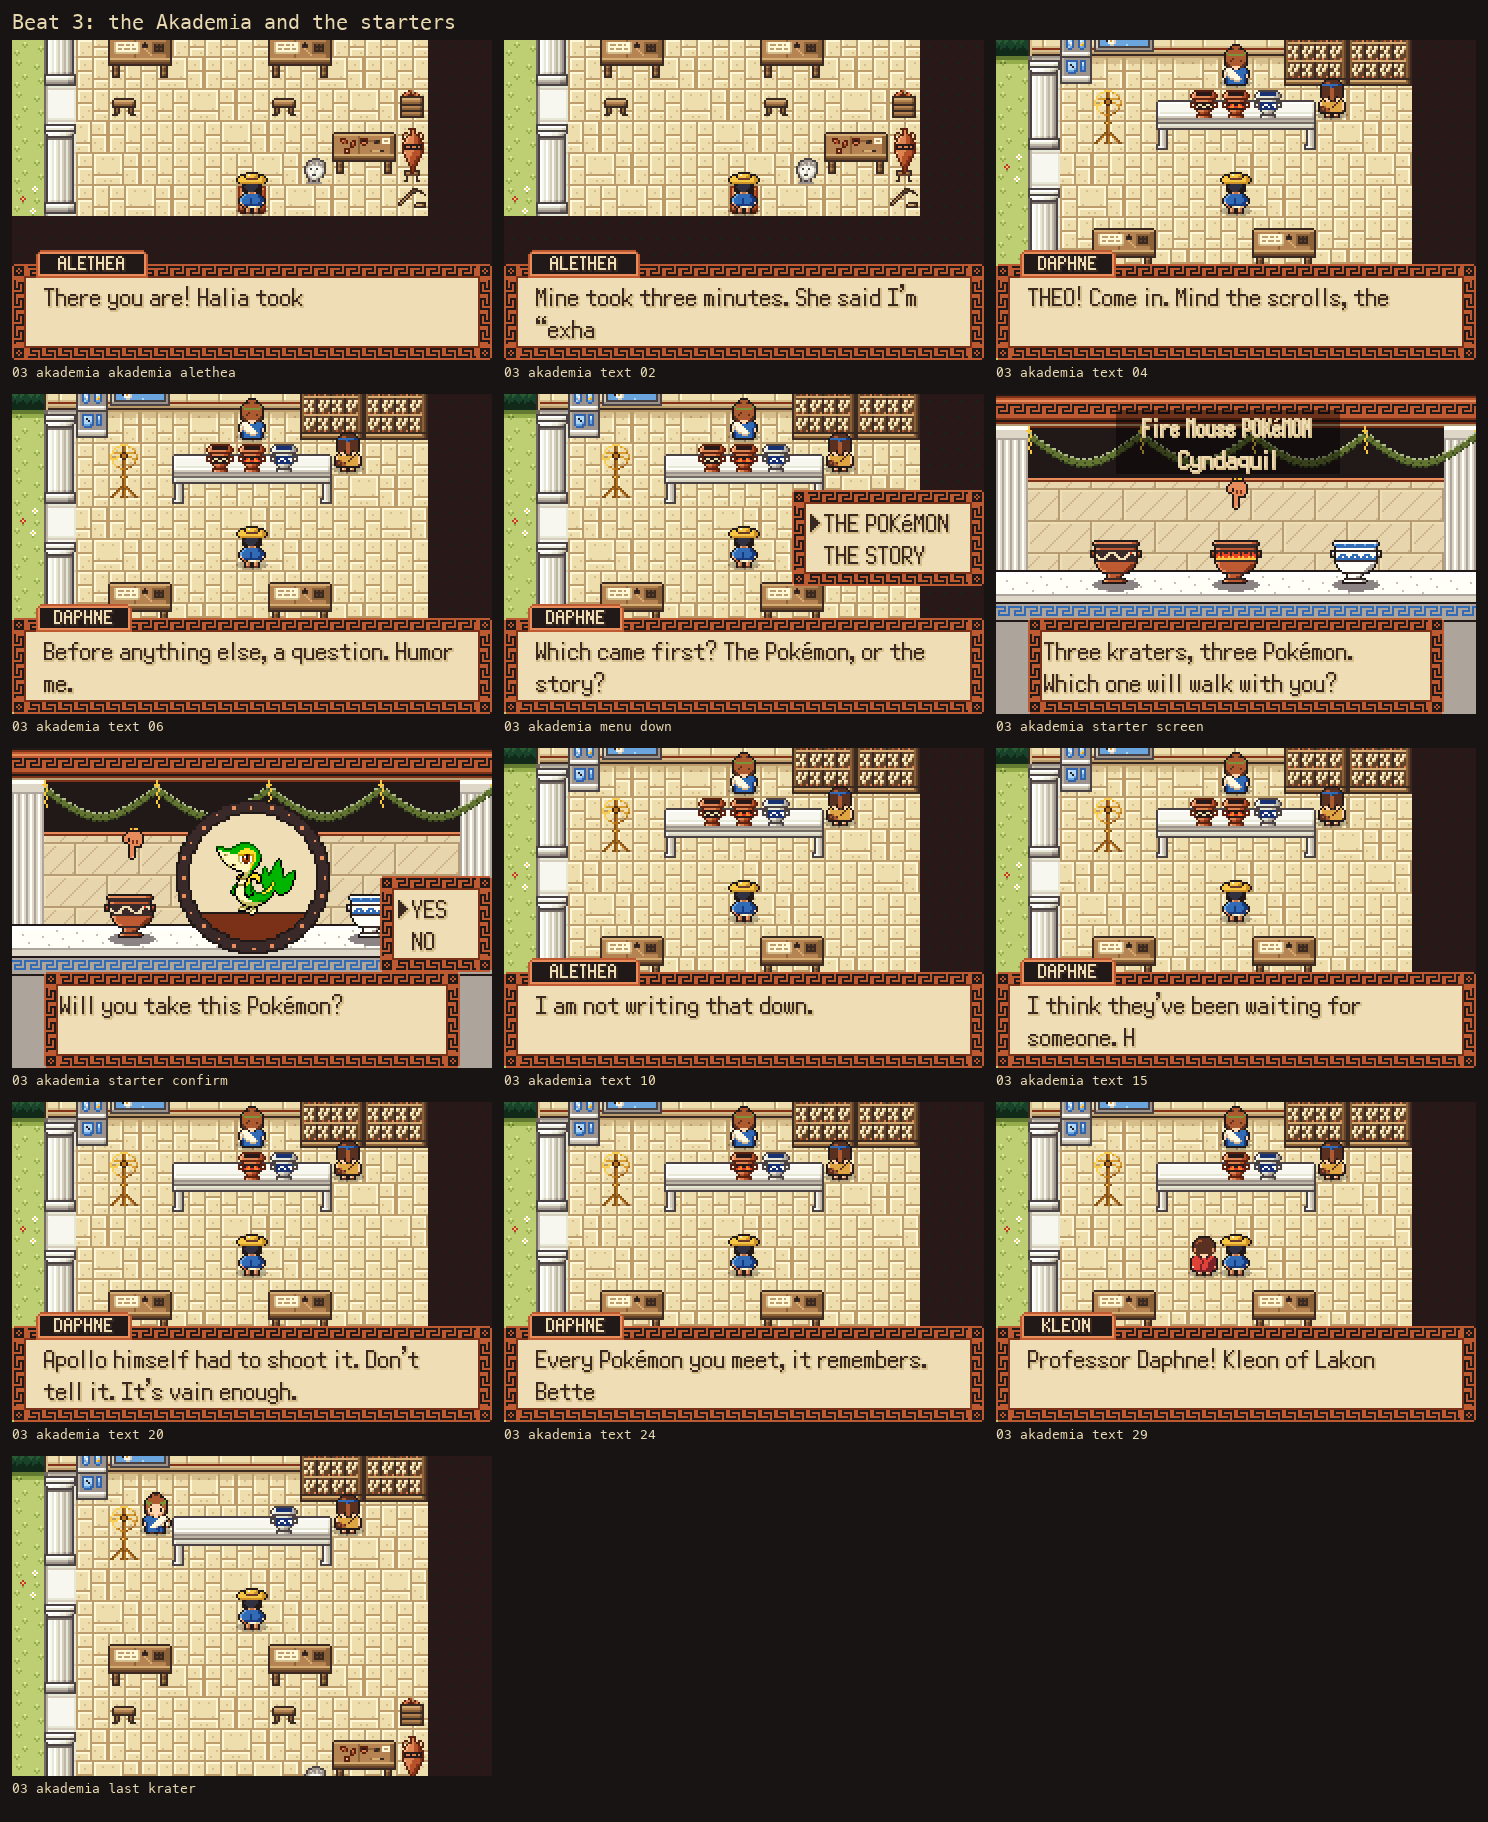 Beat 3: the Akademia and the starters
ALETHEA
There you are! Halia took
03 akademia akademia alethea
ALETHEA
Mine took three minutes. She said I'm
“exha
03 akademia text 02
DAPHNE
THEO! Come in. Mind the scrolls, the
03 akademia text 04
DAPHNE
Before anything else, a question. Humor
me.
03 akademia text 06
THE POKéMON
THE STORY
DAPHNE
Which came first? The Pokémon, or the
story?
03 akademia menu down
Fire Mouse POKéMON
Cyndaquil
Three kraters, three Pokémon.
Which one will walk with you?
03 akademia starter screen
YES
NO
Will you take this Pokémon?
03 akademia starter confirm
ALETHEA
I am not writing that down.
03 akademia text 10
DAPHNE
I think they've been waiting for
someone. H
03 akademia text 15
DAPHNE
Apollo himself had to shoot it. Don't
tell it. It's vain enough.
03 akademia text 20
DAPHNE
Every Pokémon you meet, it remembers.
Bette
03 akademia text 24
KLEON
Professor Daphne! Kleon of Lakon
03 akademia text 29
03 akademia last krater